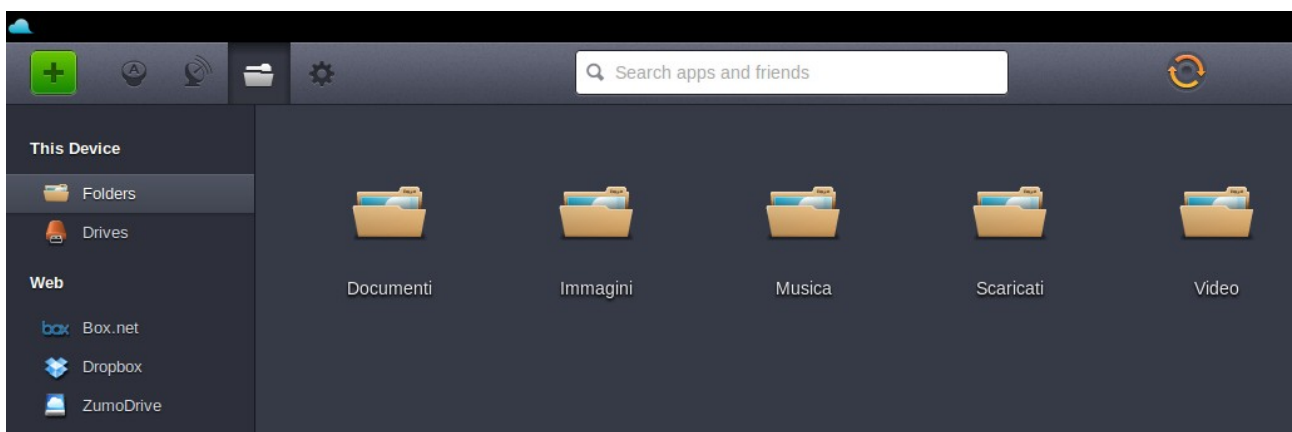 Search apps and friends
This Device
Folders
Drives
Web
box Box.net
Dropbox
ZumoDrive
Documenti
Immagini
Musica
Scaricati
Video